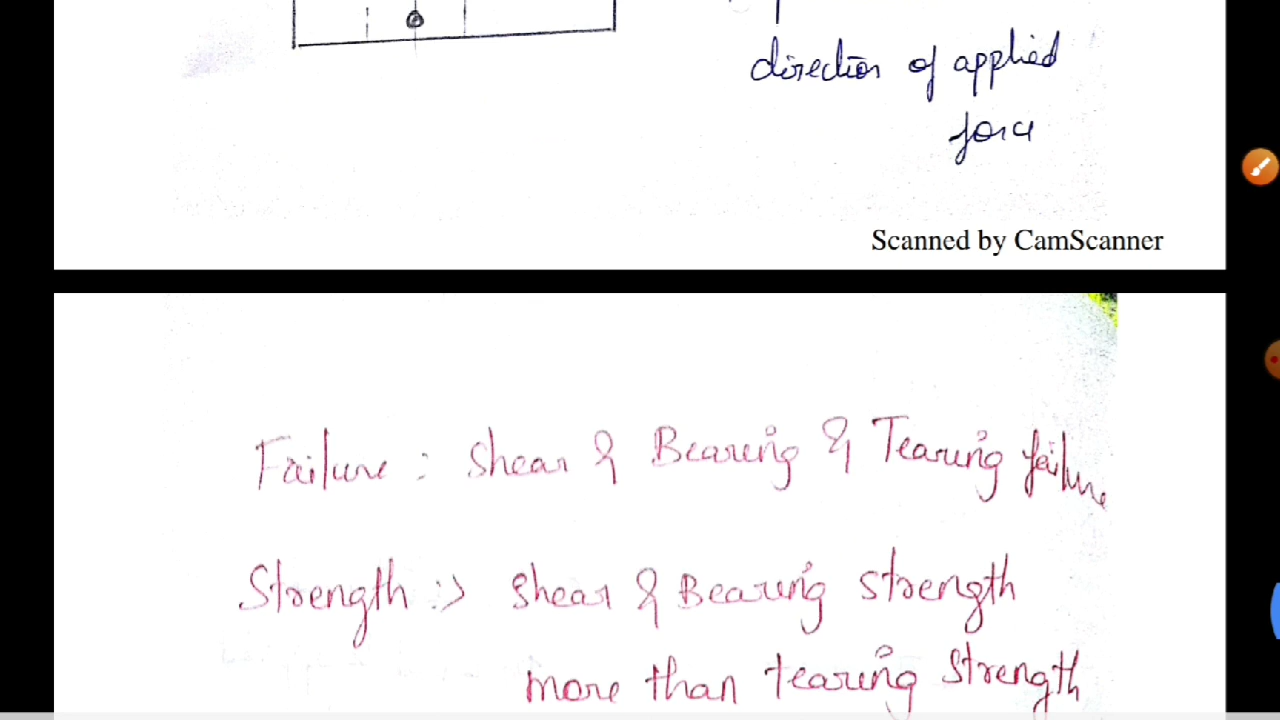 direction of applied
force
Scanned by CamScanner
Failure : Shear & Bearing & Tearing failure
Strength :-> Shear & Bearing strength
more than tearing strength